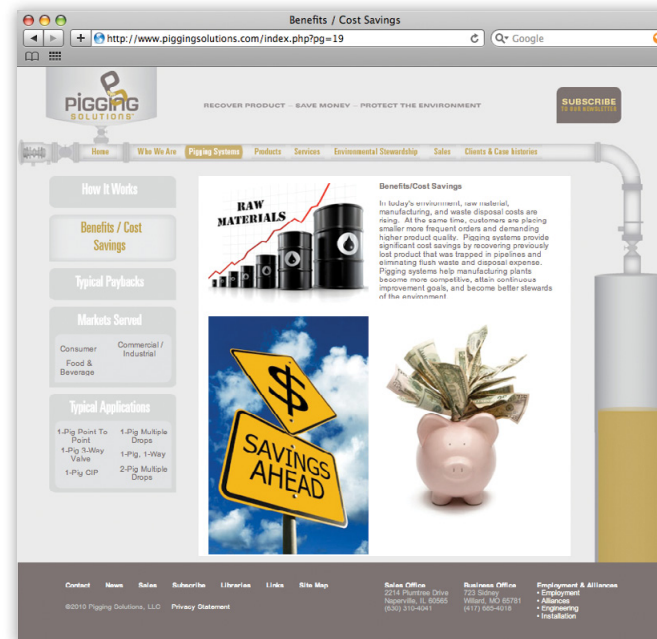 Benefits / Cost Savings
http://www.piggingsolutions.com/index.php?pg=19
Google
PIGGING
SOLUTIONS
RECOVER PRODUCT - SAVE MONEY - PROTECT THE ENVIRONMENT
SUBSCRIBE
TO OUR NEWSLETTER
Home Who We Are Pigging Systems Products Services Environmental Stewardship Sales Clients & Case histories
How It Works
Benefits / Cost
Savings
Typical Paybacks
Markets Served
Consumer
Commercial /
Industrial
Food &
Beverage
Typical Applications
1-Pig Point To
Point
1-Pig Multiple
Drops
1-Pig 3-Way
Valve
1-Pig, 1-Way
1-Pig CIP
2-Pig Multiple
Drops
RAW
MATERIALS
Benefits/Cost Savings
In today's environment, raw material,
manufacturing, and waste disposal costs are
rising. At the same time, customers are placing
smaller more frequent orders and demanding
higher product quality. Pigging systems provide
significant cost savings by recovering previously
lost product that was trapped in pipelines and
eliminating flush waste and disposal expense.
Pigging systems help manufacturing plants
become more competitive, attain continuous
improvement goals, and become better stewards
of the environment
$
SAVINGS
AHEAD
Contact News Sales Subscribe Libraries Links Site Map
©2010 Pigging Solutions, LLC Privacy Statement
Sales Office
2214 Plumtree Drive
Naperville, IL 60565
(630) 310-4041
Business Office
723 Sidney
Willard, MO 65781
(417) 665-4016
Employment & Alliances
• Employment
• Alliances
• Engineering
• Installation